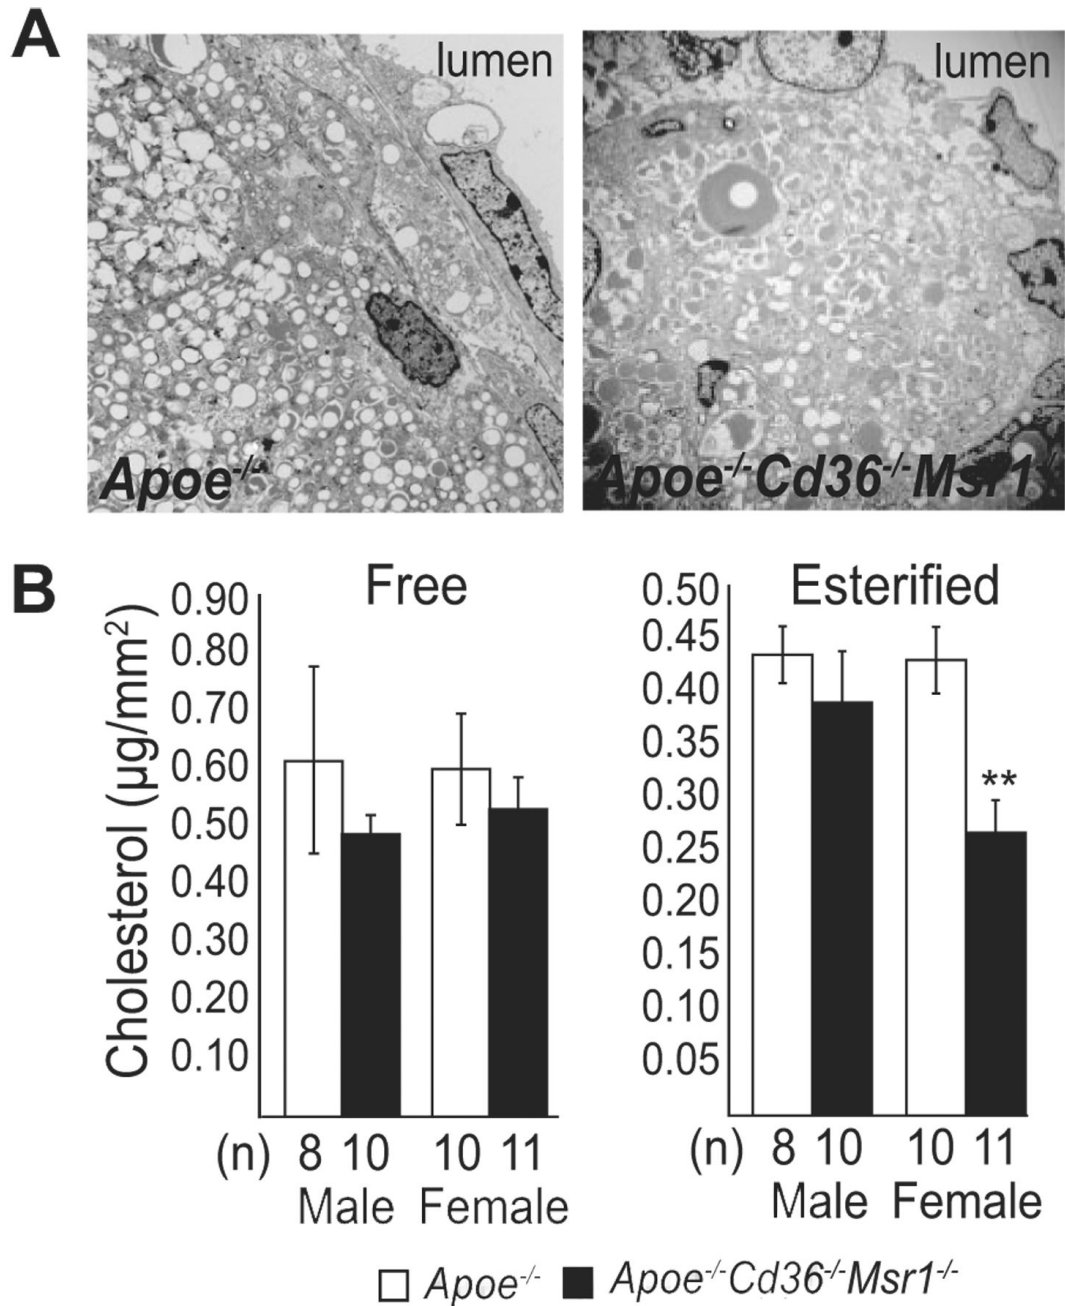 A
lumen
lumen
Apoe-/-
Apoe-/-Cd36-/-Msr1-/-
B
Free
Esterified
Cholesterol (µg/mm2)
0.90
0.80
0.70
0.60
0.50
0.40
0.30
0.20
0.10
0.50
0.45
0.40
0.35
0.30
0.25
0.20
0.15
0.10
0.05
**
(n) 8 10 10 11
Male Female
(n) 8 10 10 11
Male Female
Apoe-/- Apoe-/-Cd36-/-Msr1-/-